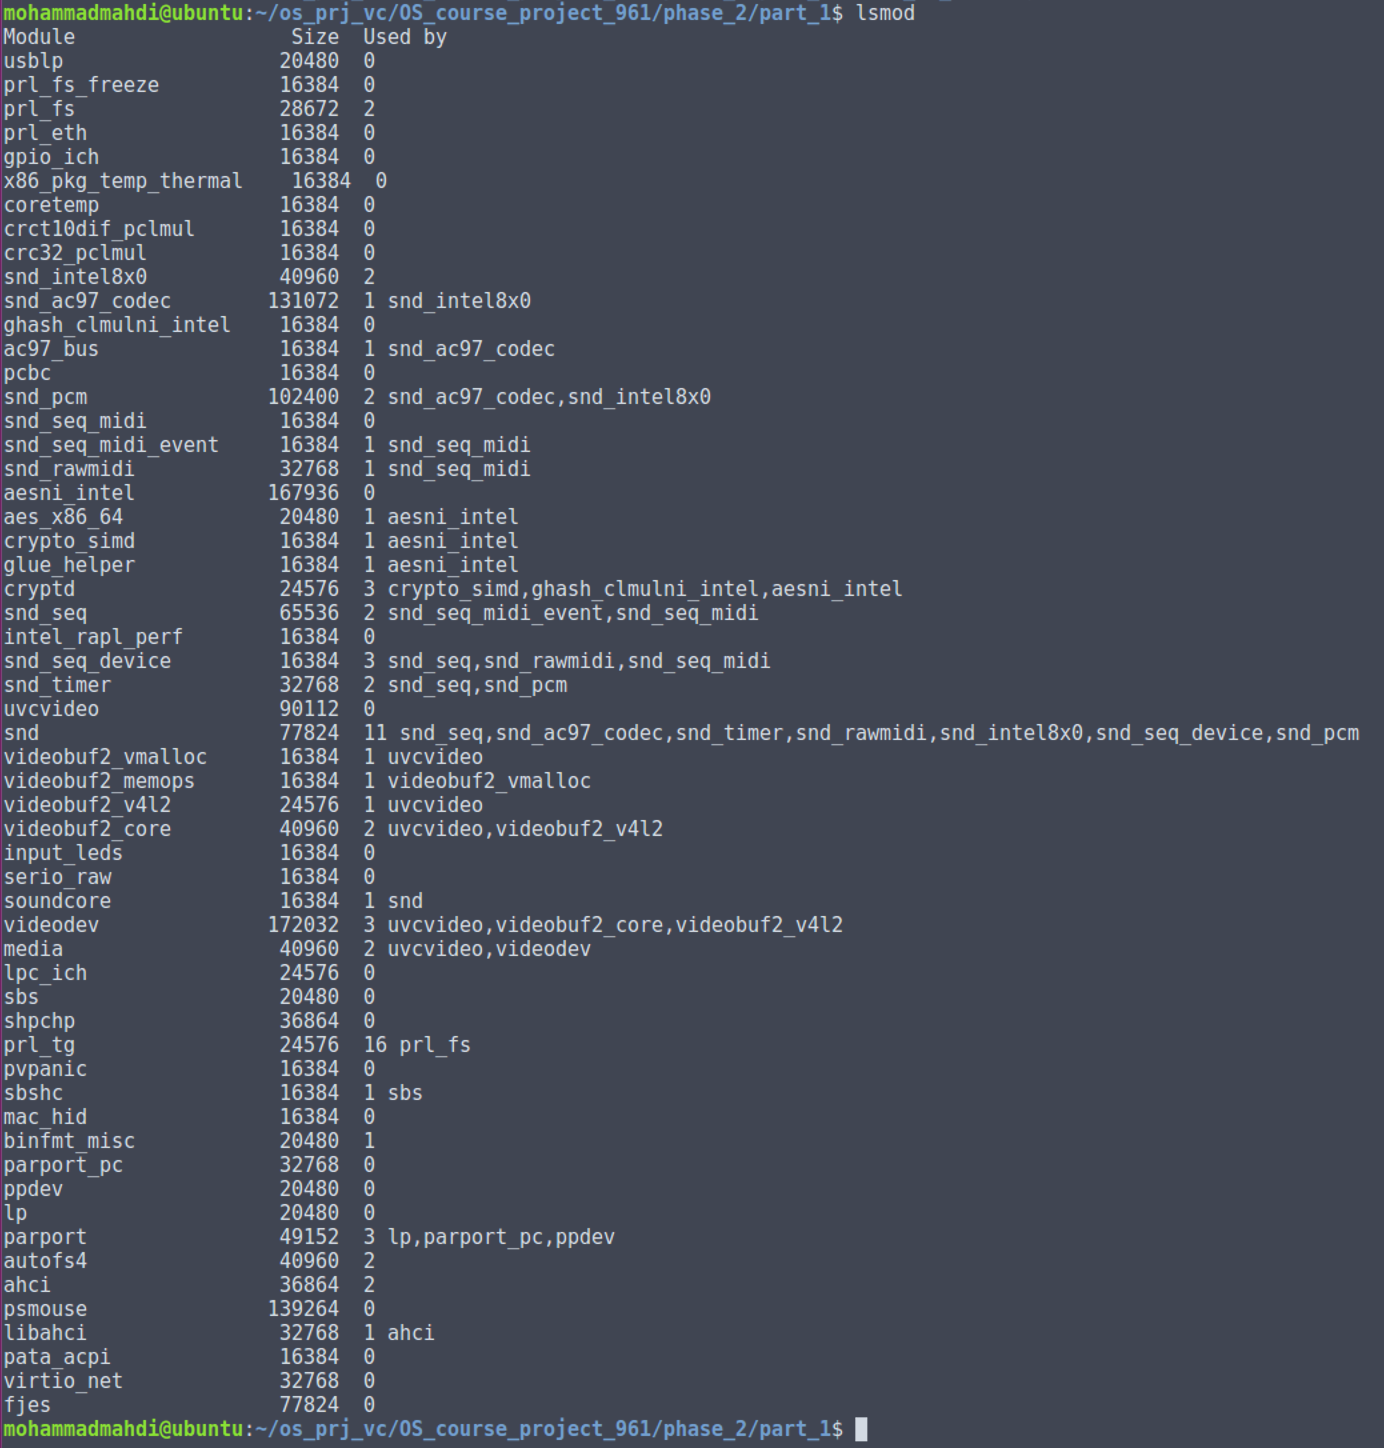 mohammadmahdi@ubuntu:~/os_prj_vc/OS_course_project_961/phase_2/part_1$ lsmod
Module                  Size  Used by
usblp                  20480  0
prl_fs_freeze          16384  0
prl_fs                 28672  2
prl_eth                16384  0
gpio_ich               16384  0
x86_pkg_temp_thermal    16384  0
coretemp               16384  0
crct10dif_pclmul       16384  0
crc32_pclmul           16384  0
snd_intel8x0           40960  2
snd_ac97_codec        131072  1 snd_intel8x0
ghash_clmulni_intel    16384  0
ac97_bus               16384  1 snd_ac97_codec
pcbc                   16384  0
snd_pcm               102400  2 snd_ac97_codec,snd_intel8x0
snd_seq_midi           16384  0
snd_seq_midi_event     16384  1 snd_seq_midi
snd_rawmidi            32768  1 snd_seq_midi
aesni_intel           167936  0
aes_x86_64             20480  1 aesni_intel
crypto_simd            16384  1 aesni_intel
glue_helper            16384  1 aesni_intel
cryptd                 24576  3 crypto_simd,ghash_clmulni_intel,aesni_intel
snd_seq                65536  2 snd_seq_midi_event,snd_seq_midi
intel_rapl_perf        16384  0
snd_seq_device         16384  3 snd_seq,snd_rawmidi,snd_seq_midi
snd_timer              32768  2 snd_seq,snd_pcm
uvcvideo               90112  0
snd                    77824  11 snd_seq,snd_ac97_codec,snd_timer,snd_rawmidi,snd_intel8x0,snd_seq_device,snd_pcm
videobuf2_vmalloc      16384  1 uvcvideo
videobuf2_memops       16384  1 videobuf2_vmalloc
videobuf2_v4l2         24576  1 uvcvideo
videobuf2_core         40960  2 uvcvideo,videobuf2_v4l2
input_leds             16384  0
serio_raw              16384  0
soundcore              16384  1 snd
videodev              172032  3 uvcvideo,videobuf2_core,videobuf2_v4l2
media                  40960  2 uvcvideo,videodev
lpc_ich                24576  0
sbs                    20480  0
shpchp                 36864  0
prl_tg                 24576  16 prl_fs
pvpanic                16384  0
sbshc                  16384  1 sbs
mac_hid                16384  0
binfmt_misc            20480  1
parport_pc             32768  0
ppdev                  20480  0
lp                     20480  0
parport                49152  3 lp,parport_pc,ppdev
autofs4                40960  2
ahci                   36864  2
psmouse               139264  0
libahci                32768  1 ahci
pata_acpi              16384  0
virtio_net             32768  0
fjes                   77824  0
mohammadmahdi@ubuntu:~/os_prj_vc/OS_course_project_961/phase_2/part_1$